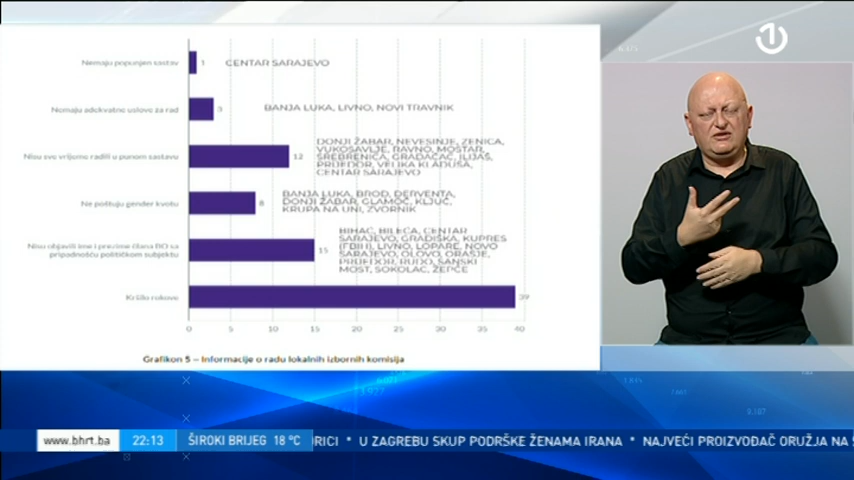 Nemaju popunjen sastav
1
CENTAR SARAJEVO
Nemaju adekvatne uslove za rad
3
BANJA LUKA, LIVNO, NOVI TRAVNIK
Nisu sve vrijeme radili u punom sastavu
12
DONJI ŽABAR, NEVESINJE, ZENICA,
VUKOSAVLJE, RAVNO, MOSTAR,
SREBRENICA, GRADAČAC, ILIJAŠ,
PRIJEDOR, VELIKA KLADUŠA,
CENTAR SARAJEVO
Ne poštuju gender kvotu
8
BANJA LUKA, BROD, DERVENTA,
DONJI ŽABAR, GLAMOČ, KLJUČ,
KRUPA NA UNI, ZVORNIK
Nisu objavili ime i prezime člana BO sa
pripadnošću političkom subjektu
15
BIHAĆ, BILEĆA, CENTAR
SARAJEVO, GRADIŠKA, KUPRES
(FBIH), LIVNO, LOPARE, NOVO
SARAJEVO, OLOVO, ORAŠJE,
PRIJEDOR, RUDO, SANSKI
MOST, SOKOLAC, ŽEPČE
Kršila rokove
39
0 5 10 15 20 25 30 35 40
Grafikon 5 – Informacije o radu lokalnih izbornih komisija
www.bhrt.ba
22:13
ŠIROKI BRIJEG 18 °C
ORICI * U ZAGREBU SKUP PODRŠKE ŽENAMA IRANA * NAJVEĆI PROIZVOĐAČ ORUŽJA NA